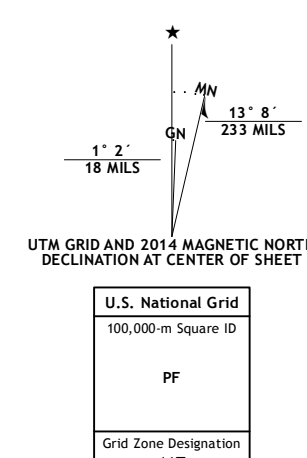 ★
MN
13° 8´
233 MILS
GN
1° 2´
18 MILS
UTM GRID AND 2014 MAGNETIC NORTH
DECLINATION AT CENTER OF SHEET
U.S. National Grid
100,000-m Square ID
PF
Grid Zone Designation